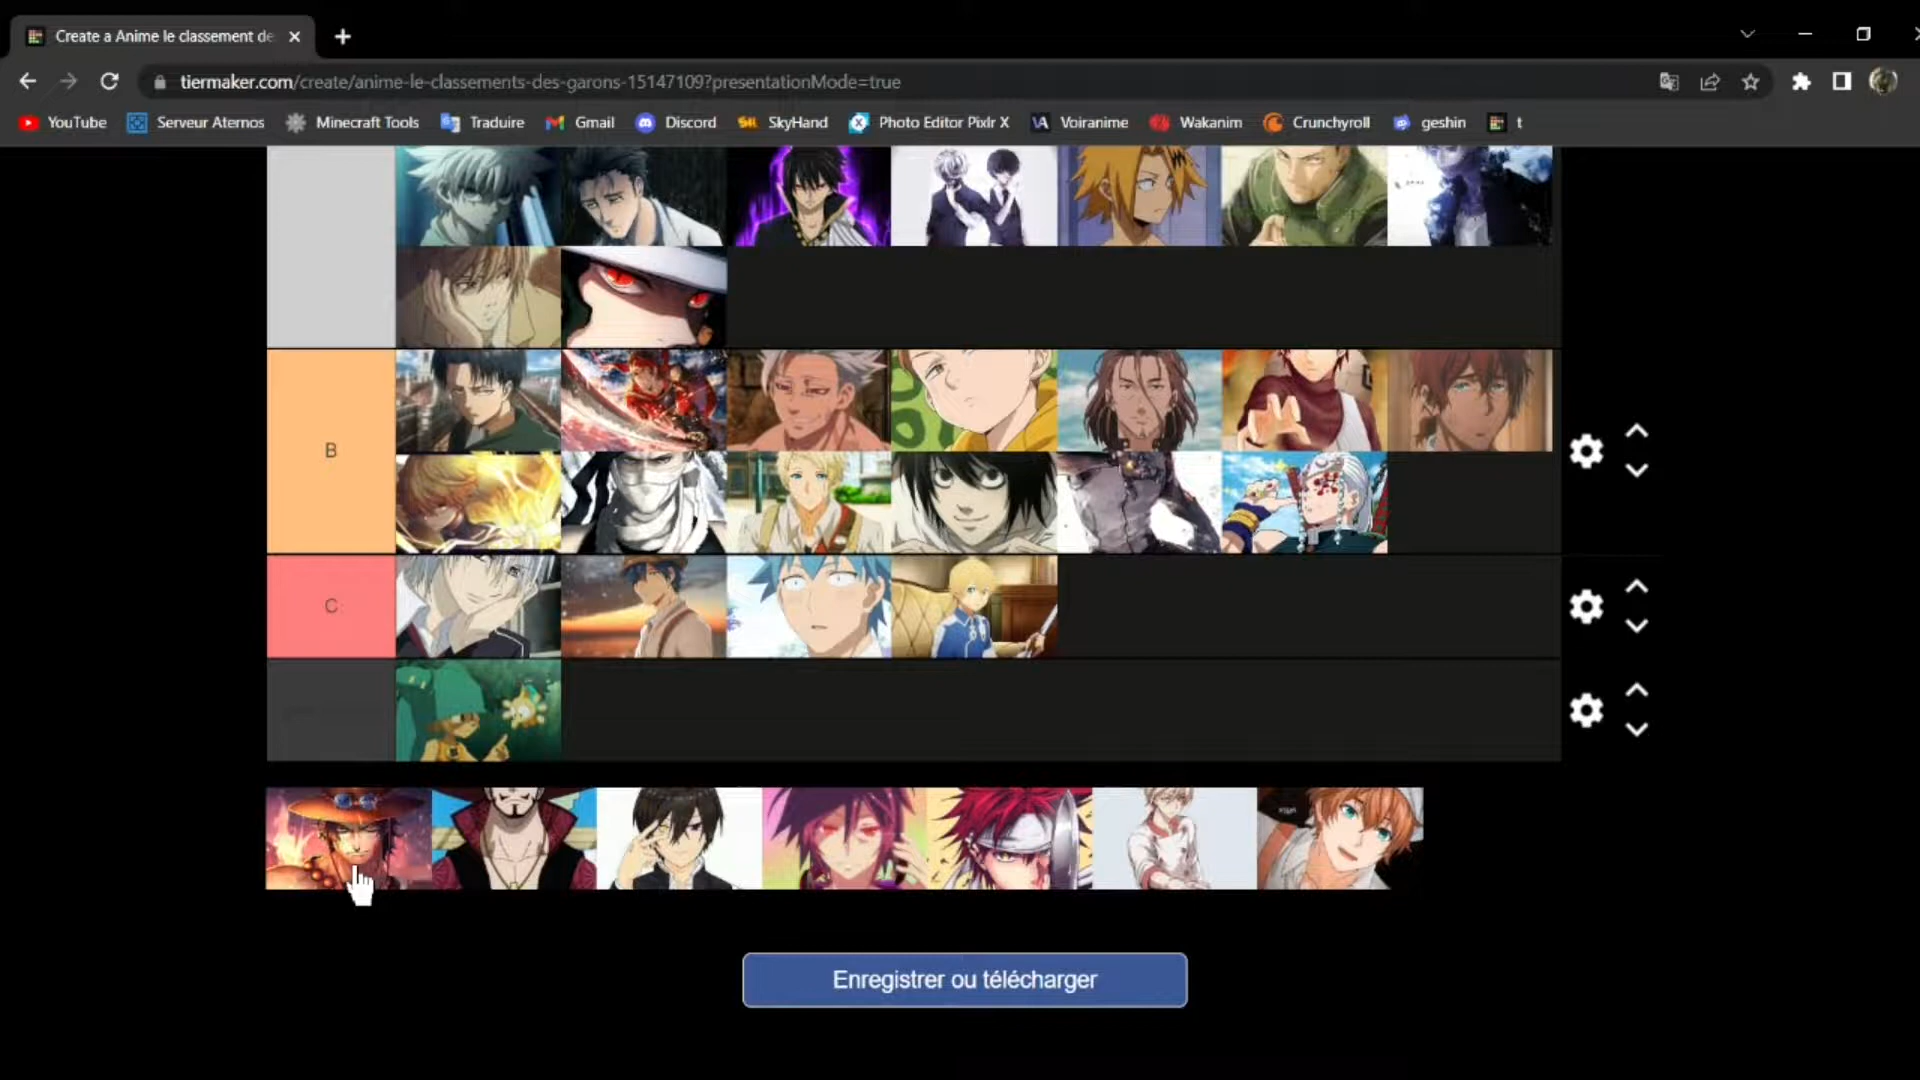 Create a Anime le classement de
tiermaker.com/create/anime-le-classements-des-garons-15147109?presentationMode=true
YouTube Serveur Aternos Minecraft Tools Traduire Gmail Discord SkyHand Photo Editor Pixlr X Voiranime Wakanim Crunchyroll geshin t
B
C
Enregistrer ou télécharger